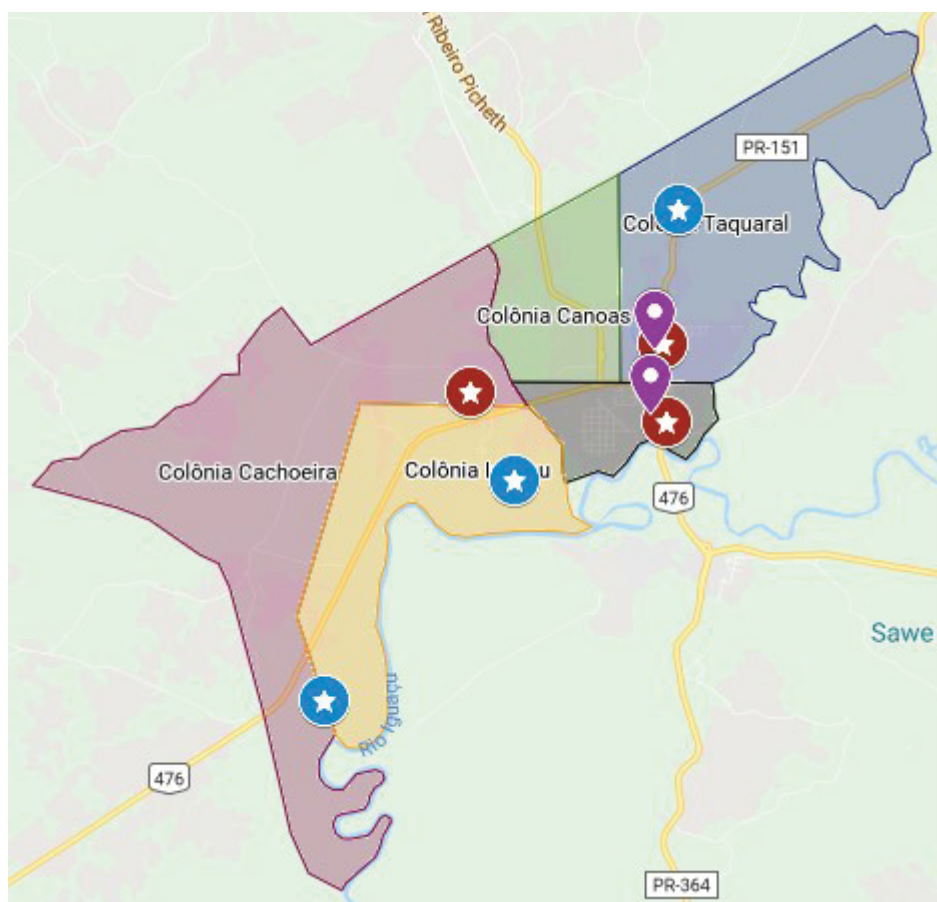 Ribeiro Picheth
PR-151
Taquaral
Colônia Canoas
Colônia Cachoeira
Colônia
476
Sawe
Rio Iguaçu
476
PR-364